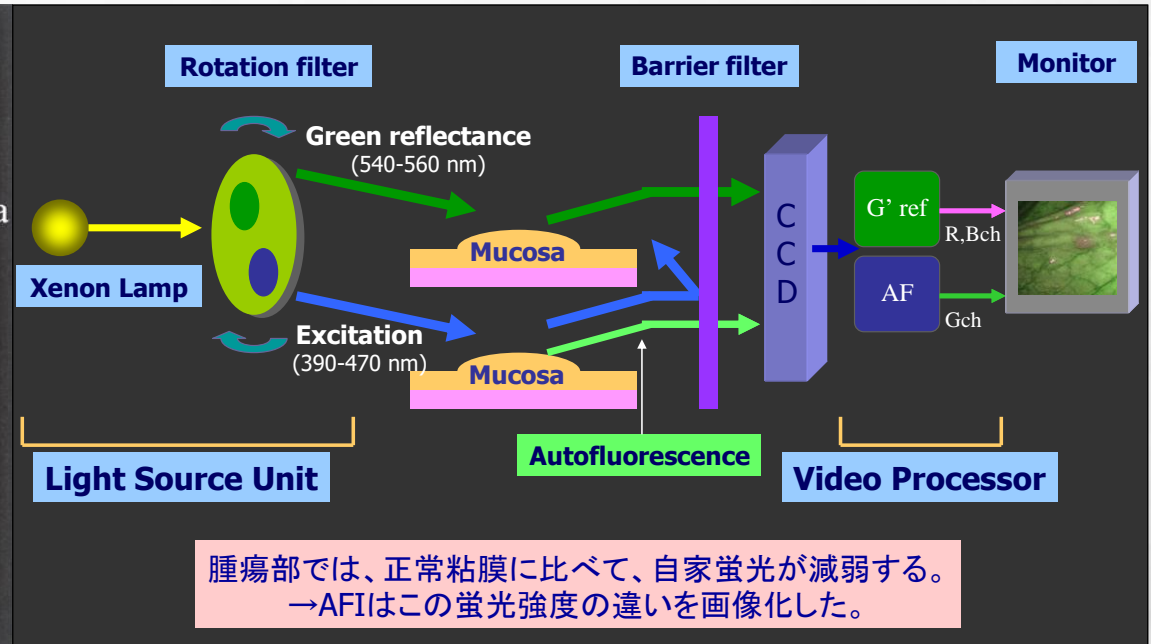 Rotation filter
Barrier filter
Monitor
Green reflectance
(540-560 nm)
a
Xenon Lamp
Mucosa
C
C
D
G' ref
R,Bch
AF
Gch
Excitation
(390-470 nm)
Mucosa
Autofluorescence
Light Source Unit
Video Processor
腫瘍部では、正常粘膜に比べて、自家蛍光が減弱する。
→AFIはこの蛍光強度の違いを画像化した。